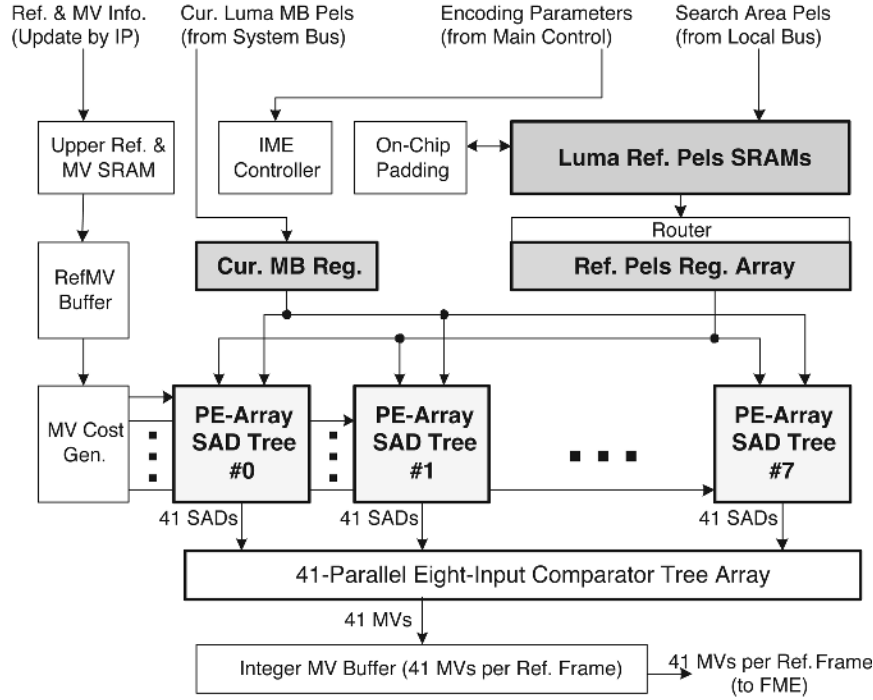 Ref. & MV Info.
(Update by IP)
Cur. Luma MB Pels
(from System Bus)
Encoding Parameters
(from Main Control)
Search Area Pels
(from Local Bus)
Upper Ref. &
MV SRAM
IME
Controller
On-Chip
Padding
Luma Ref. Pels SRAMs
Router
RefMV
Buffer
Cur. MB Reg.
Ref. Pels Reg. Array
MV Cost
Gen.
PE-Array
SAD Tree
#0
PE-Array
SAD Tree
#1
PE-Array
SAD Tree
#7
41 SADs
41 SADs
41 SADs
41-Parallel Eight-Input Comparator Tree Array
41 MVs
Integer MV Buffer (41 MVs per Ref. Frame)
41 MVs per Ref. Frame
(to FME)